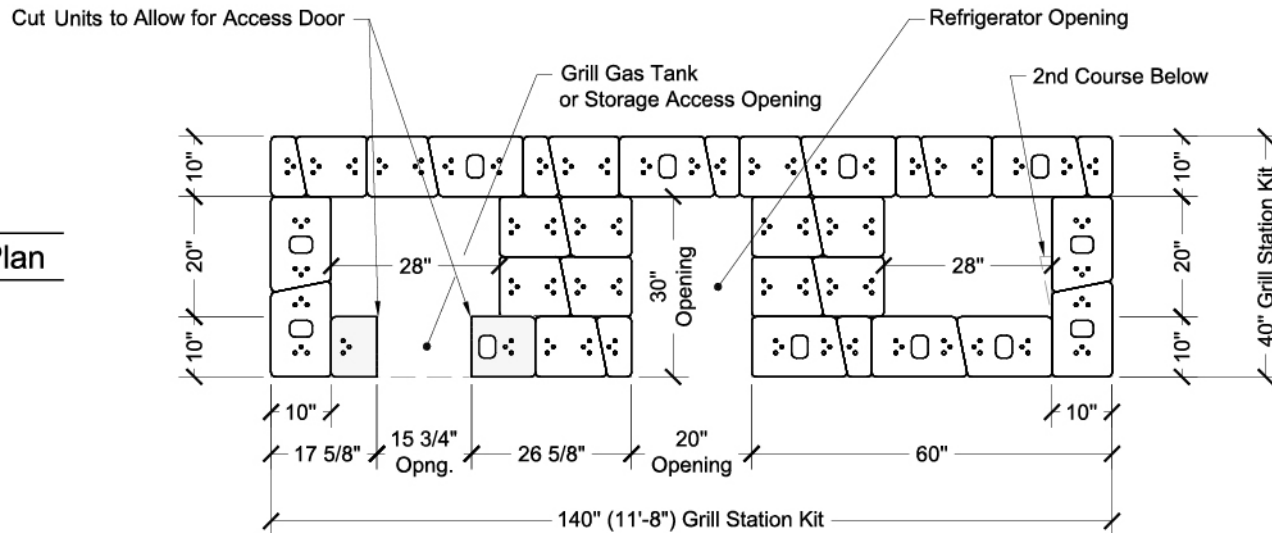 Cut Units to Allow for Access Door
Refrigerator Opening
Grill Gas Tank
or Storage Access Opening
2nd Course Below
10"
10"
40" Grill Station Kit
Plan
20"
28"
30"
Opening
28"
20"
10"
10"
10"
10"
17 5/8"
15 3/4"
Opng.
26 5/8"
20"
Opening
60"
140" (11'-8") Grill Station Kit